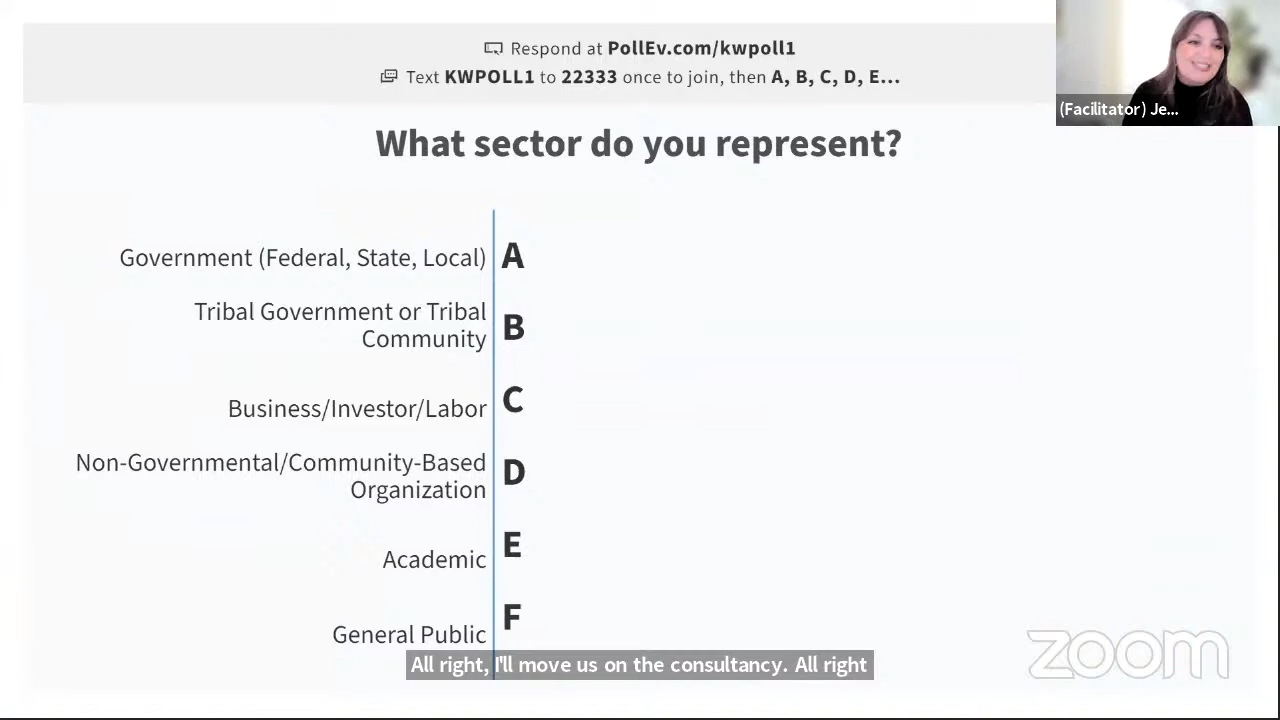 Respond at PollEv.com/kwpoll1
Text KWPOLL1 to 22333 once to join, then A, B, C, D, E...
(Facilitator) Je...
What sector do you represent?
Government (Federal, State, Local) A
Tribal Government or Tribal
Community
B
Business/Investor/Labor C
Non-Governmental/Community-Based
Organization
D
Academic E
General Public F
All right, I'll move us on the consultancy. All right
zoom